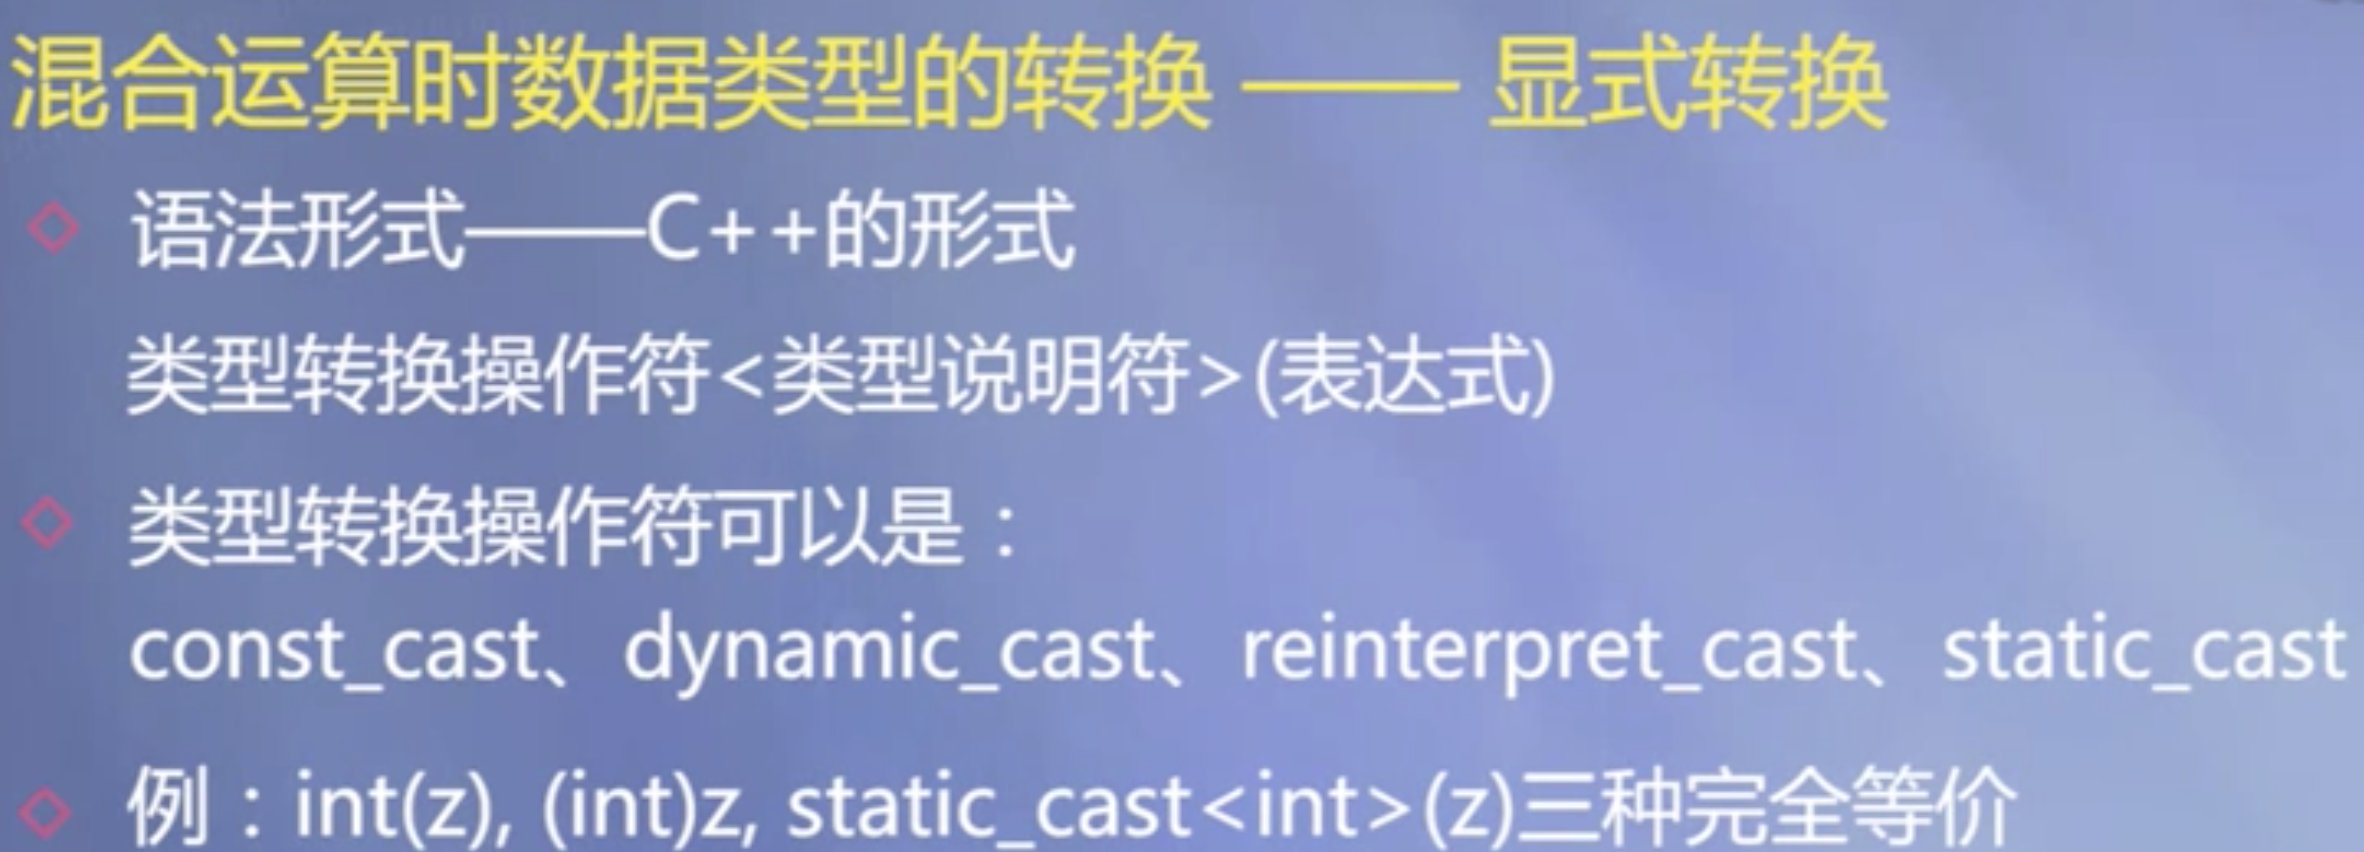 混合运算时数据类型的转换 —— 显式转换
语法形式——C++的形式
类型转换操作符<类型说明符>(表达式)
类型转换操作符可以是：
const_cast、dynamic_cast、reinterpret_cast、static_cast
例：int(z), (int)z, static_cast<int>(z)三种完全等价